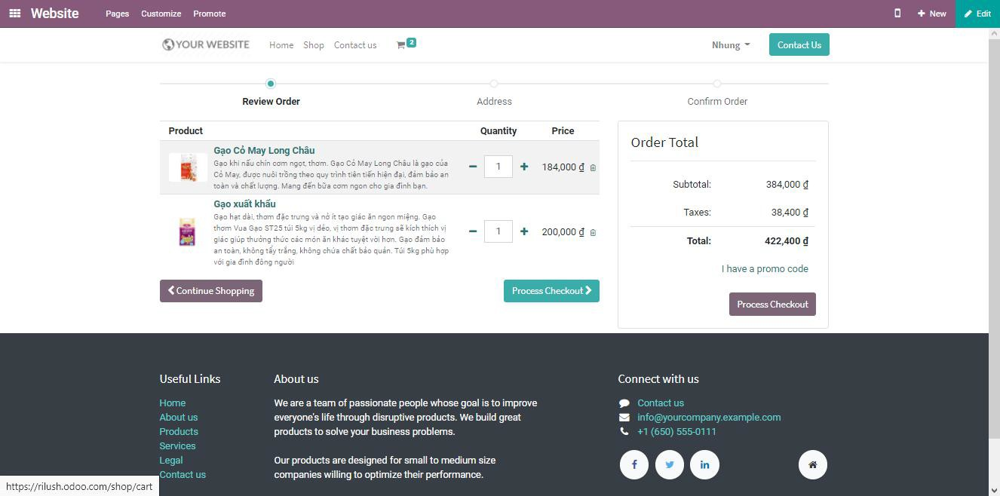 Website Pages Customize Promote New Edit
YOUR WEBSITE Home Shop Contact us 2 Nhung Contact Us
Review Order Address Confirm Order
Product Quantity Price
Gạo Cỏ May Long Châu
Gạo khi nấu chín cơm ngọt, thơm. Gạo Cỏ May Long Châu là gạo của
Cỏ May, được nuôi trồng theo quy trình tiên tiến hiện đại, đảm bảo an
toàn và chất lượng. Mang đến bữa cơm ngon cho gia đình bạn.
1 184,000 ₫
Gạo xuất khẩu
Gạo hạt dài, thơm đặc trưng và nở ít tạo giác ăn ngon miệng. Gạo
thơm Vua Gạo ST25 túi 5kg vị dẻo, vị thơm đặc trưng sẽ kích thích vị
giác giúp thưởng thức các món ăn khác tuyệt vời hơn. Gạo đảm bảo
an toàn, không tẩy trắng, không chứa chất bảo quản. Túi 5kg phù hợp
với gia đình đông người
1 200,000 ₫
Continue Shopping Process Checkout
Order Total
Subtotal: 384,000 ₫
Taxes: 38,400 ₫
Total: 422,400 ₫
I have a promo code
Process Checkout
Useful Links
Home
About us
Products
Services
Legal
Contact us
About us
We are a team of passionate people whose goal is to improve
everyone's life through disruptive products. We build great
products to solve your business problems.
Our products are designed for small to medium size
companies willing to optimize their performance.
Connect with us
Contact us
info@yourcompany.example.com
+1 (650) 555-0111
https://rilush.odoo.com/shop/cart